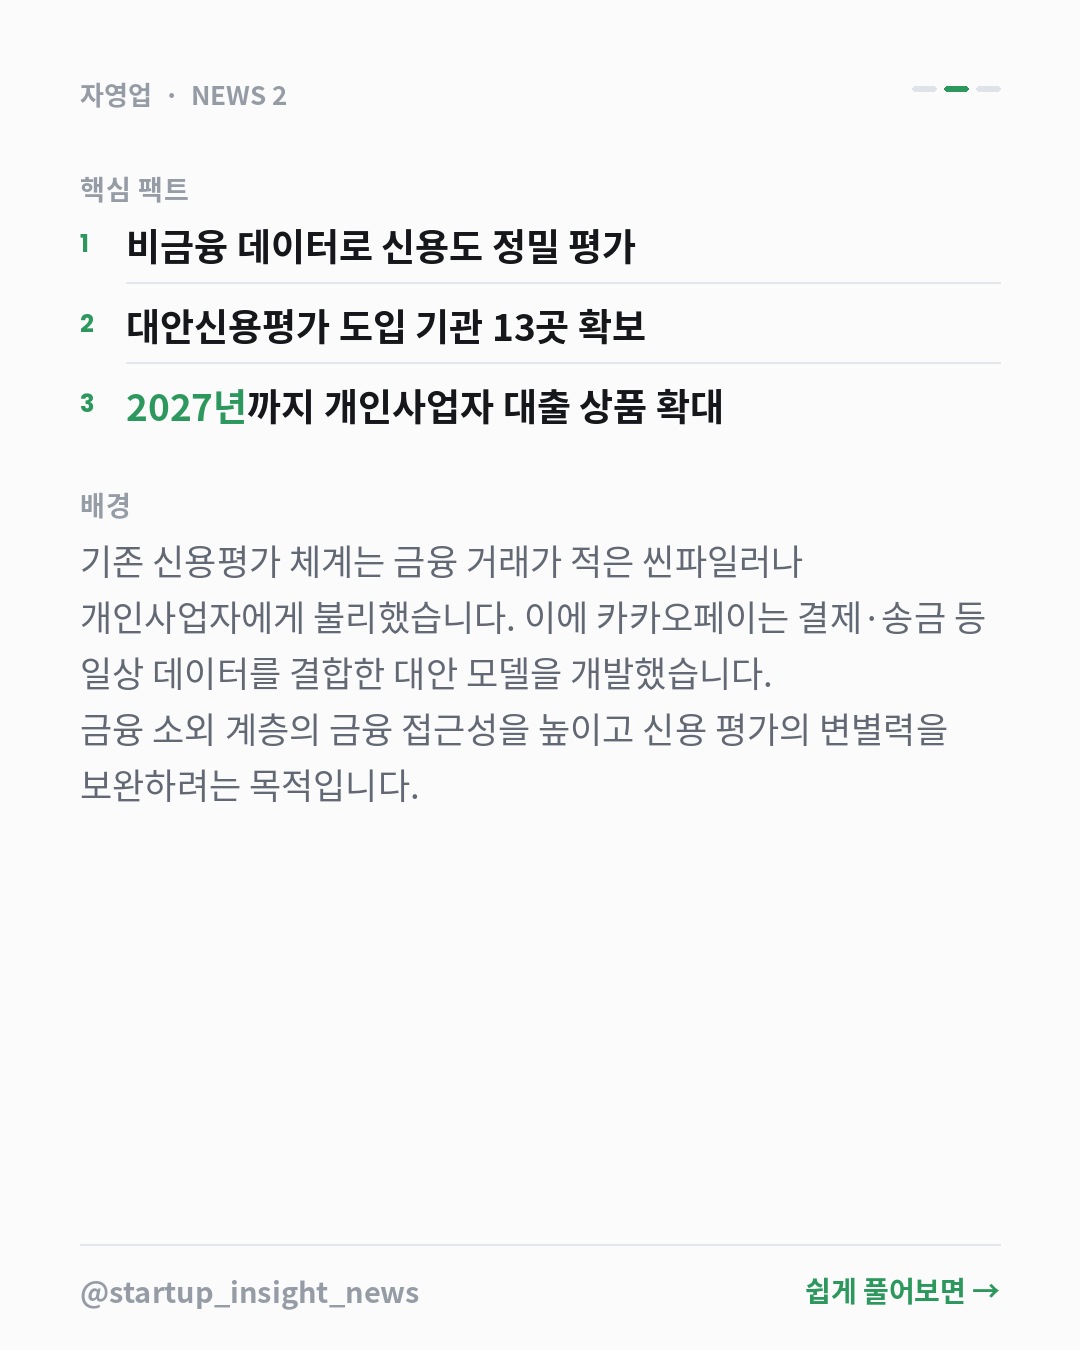 자영업 · NEWS 2
핵심 팩트
1 비금융 데이터로 신용도 정밀 평가
2 대안신용평가 도입 기관 13곳 확보
3 2027년까지 개인사업자 대출 상품 확대
배경
기존 신용평가 체계는 금융 거래가 적은 씬파일러나
개인사업자에게 불리했습니다. 이에 카카오페이는 결제·송금 등
일상 데이터를 결합한 대안 모델을 개발했습니다.
금융 소외 계층의 금융 접근성을 높이고 신용 평가의 변별력을
보완하려는 목적입니다.
@startup_insight_news
쉽게 풀어보면 →